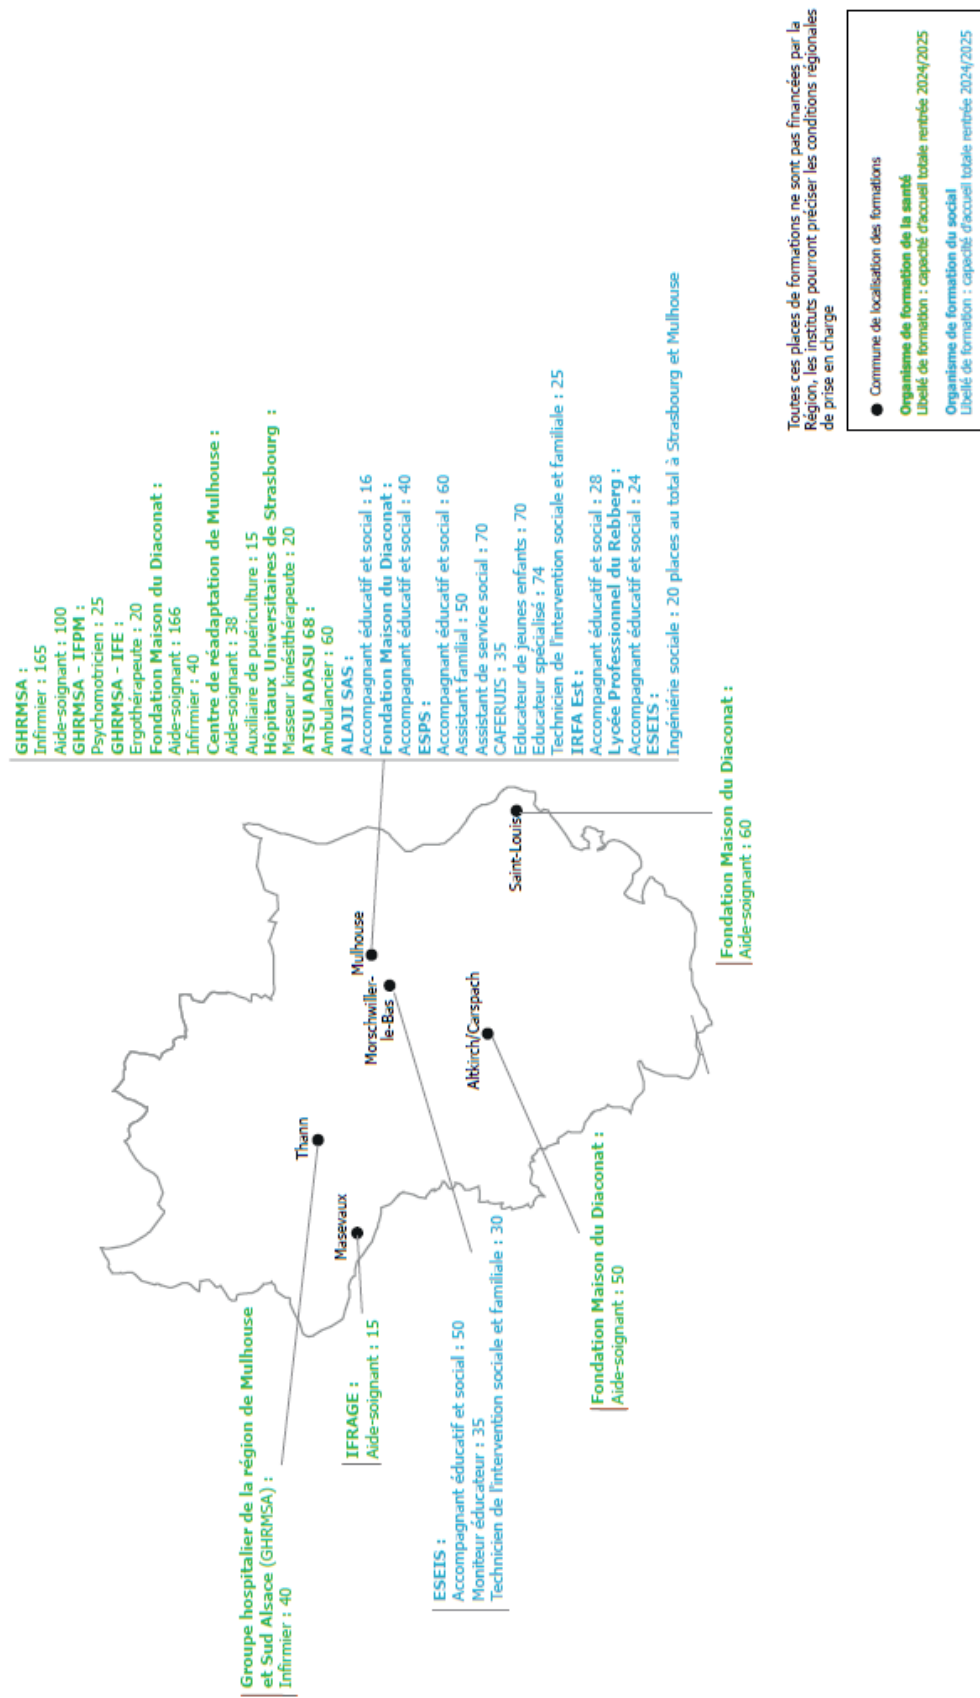 GHRMSA :
Infirmier : 165
Aide-soignant : 100
GHRMSA - IFPM :
Psychomotricien : 25
GHRMSA - IFE :
Ergothérapeute : 20
Fondation Maison du Diaconat :
Aide-soignant : 166
Infirmier : 40
Centre de réadaptation de Mulhouse :
Aide-soignant : 38
Auxiliaire de puériculture : 15
Hôpitaux Universitaires de Strasbourg :
Masseur kinésithérapeute : 20
ATSU ADASU 68 :
Ambulancier : 60
ALAJI SAS :
Accompagnant éducatif et social : 16
Fondation Maison du Diaconat :
Accompagnant éducatif et social : 40
ESPS :
Accompagnant éducatif et social : 60
Assistant familial : 50
Assistant de service social : 70
CAFERUIS : 35
Educateur de jeunes enfants : 70
Educateur spécialisé : 74
Technicien de l'intervention sociale et familiale : 25
IRFA Est :
Accompagnant éducatif et social : 28
Lycée Professionnel du Rebberg :
Accompagnant éducatif et social : 24
ESEIS :
Ingéniérie sociale : 20 places au total à Strasbourg et Mulhouse
Groupe hospitalier de la région de Mulhouse
et Sud Alsace (GHRMSA) :
Infirmier : 40
Thann
Masevaux
Mulhouse
Morschwiller-
le-Bas
Altkirch/Carspach
Saint-Louis
IFRAGE :
Aide-soignant : 15
ESEIS :
Accompagnant éducatif et social : 50
Moniteur éducateur : 35
Technicien de l'intervention sociale et familiale : 30
Fondation Maison du Diaconat :
Aide-soignant : 50
Fondation Maison du Diaconat :
Aide-soignant : 60
Toutes ces places de formations ne sont pas financées par la
Région, les instituts pourront préciser les conditions régionales
de prise en charge
Commune de localisation des formations
Organisme de formation de la santé
Libellé de formation : capacité d'accueil totale rentrée 2024/2025
Organisme de formation du social
Libellé de formation : capacité d'accueil totale rentrée 2024/2025